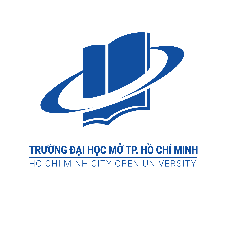 TRƯỜNG ĐẠI HỌC MỞ TP. HỒ CHÍ MINH
HO CHI MINH CITY OPEN UNIVERSITY